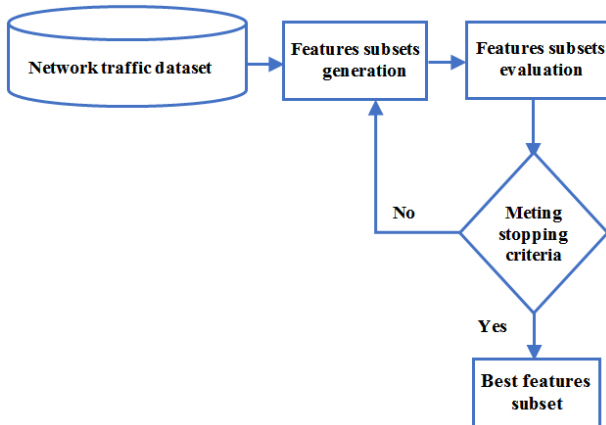 Network traffic dataset
Features subsets
generation
Features subsets
evaluation
No
Meting
stopping
criteria
Yes
Best features
subset